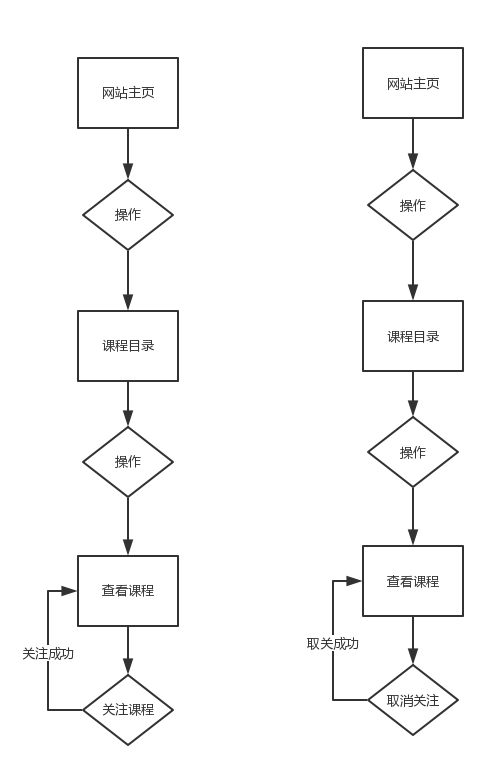 网站主页
操作
课程目录
操作
查看课程
关注成功
关注课程
网站主页
操作
课程目录
操作
查看课程
取关成功
取消关注